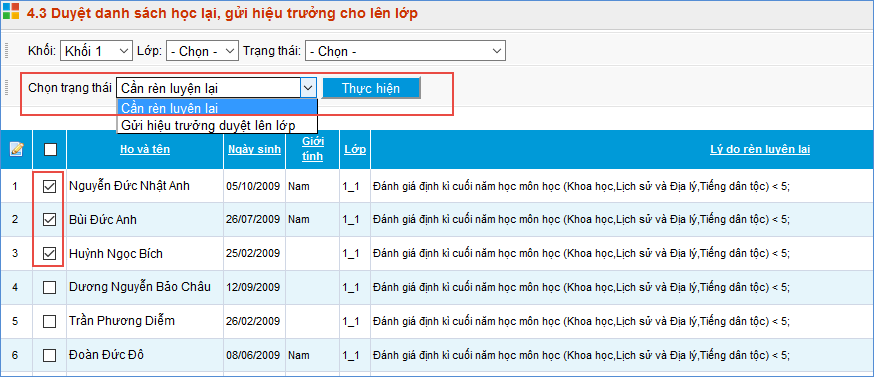 4.3 Duyệt danh sách học lại, gửi hiệu trưởng cho lên lớp
Khối: Khối 1 Lớp: - Chọn - Trạng thái: - Chọn -
Chọn trạng thái Cần rèn luyện lại Thực hiện
Cần rèn luyện lại
Gửi hiệu trưởng duyệt lên lớp
Họ và tên Ngày sinh Giới tính Lớp Lý do rèn luyện lại
1 Nguyễn Đức Nhật Anh 05/10/2009 Nam 1_1 Đánh giá định kì cuối năm học môn học (Khoa học,Lịch sử và Địa lý,Tiếng dân tộc) < 5;
2 Bùi Đức Anh 26/07/2009 Nam 1_1 Đánh giá định kì cuối năm học môn học (Khoa học,Lịch sử và Địa lý,Tiếng dân tộc) < 5;
3 Huỳnh Ngọc Bích 25/02/2009 1_1 Đánh giá định kì cuối năm học môn học (Khoa học,Lịch sử và Địa lý,Tiếng dân tộc) < 5;
4 Dương Nguyễn Bảo Châu 12/09/2009 1_1 Đánh giá định kì cuối năm học môn học (Khoa học,Lịch sử và Địa lý,Tiếng dân tộc) < 5;
5 Trần Phương Diễm 26/02/2009 1_1 Đánh giá định kì cuối năm học môn học (Khoa học,Lịch sử và Địa lý,Tiếng dân tộc) < 5;
6 Đoàn Đức Đô 08/06/2009 Nam 1_1 Đánh giá định kì cuối năm học môn học (Khoa học,Lịch sử và Địa lý,Tiếng dân tộc) < 5;